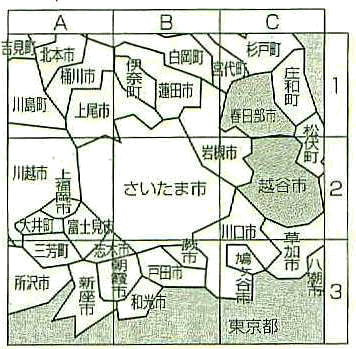 A
B
C
1
2
3
吉見町
北本市
桶川市
川島町
上尾市
伊奈町
白岡町
蓮田市
宮代町
杉戸町
庄和町
春日部市
松伏町
岩槻市
川越市
上福岡市
さいたま市
越谷市
大井町
富士見市
川口市
草加市
三芳町
志木市
蕨市
鳩ヶ谷市
八潮市
所沢市
新座市
朝霞市
戸田市
和光市
東京都